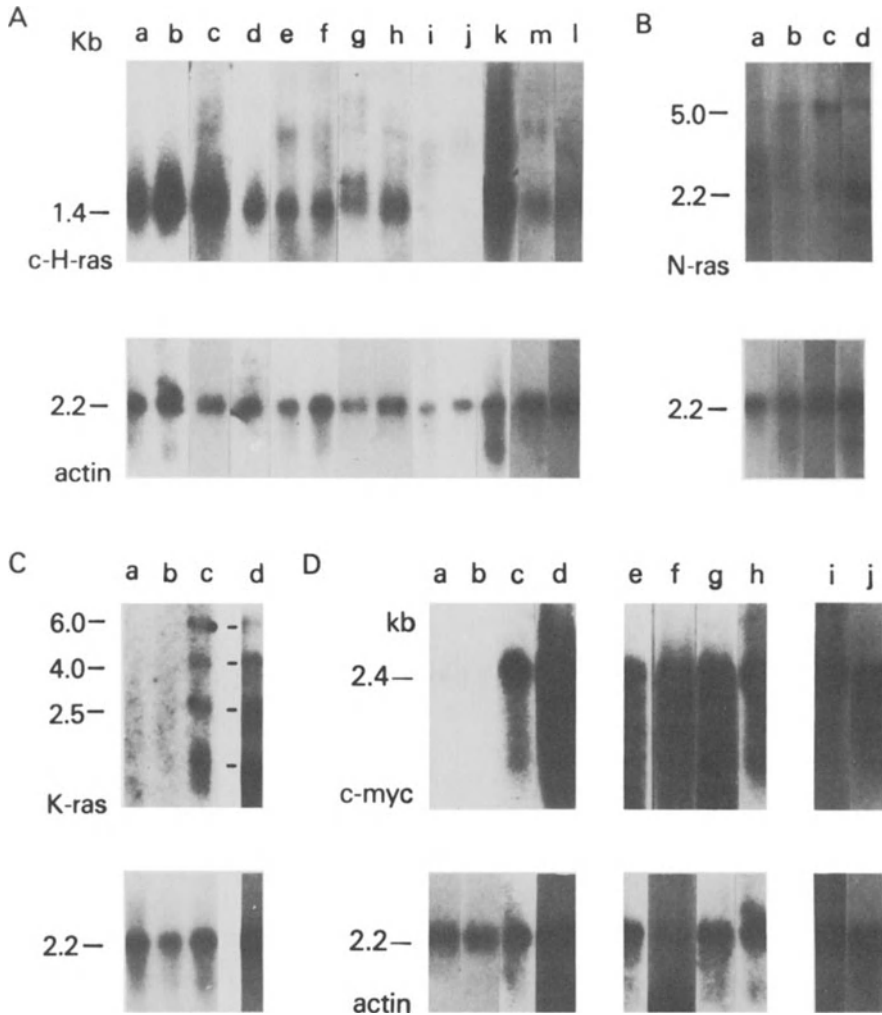 A
Kb a b c d e f g h i j k m l
1.4
c-H-ras
2.2
actin
B
a b c d
5.0
2.2
N-ras
2.2
C
a b c d
6.0
4.0
2.5
K-ras
2.2
D
a b c d e f g h i j
kb
2.4
c-myc
2.2
actin